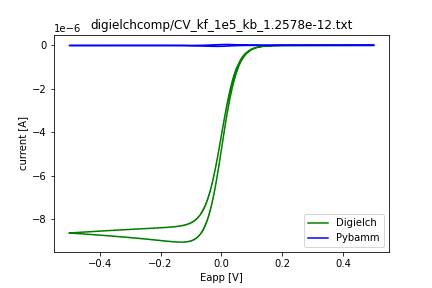 digielchcomp/CV_kf_1e5_kb_1.2578e-12.txt
1e−6
0
−2
−4
−6
−8
current [A]
−0.4
−0.2
0.0
0.2
0.4
Eapp [V]
Digielch
Pybamm